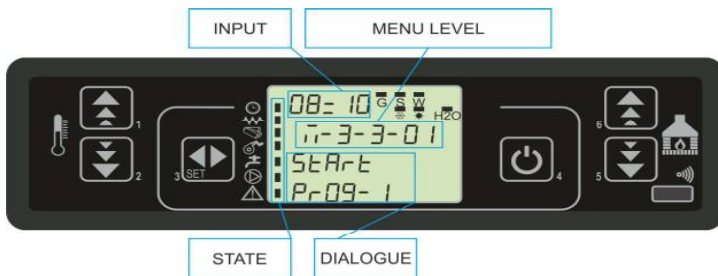 INPUT
MENU LEVEL
08:10 G S W
H2O
M-3-3-01
1
6
StArt
3 SET
4
2
5
Pr09-1
STATE
DIALOGUE